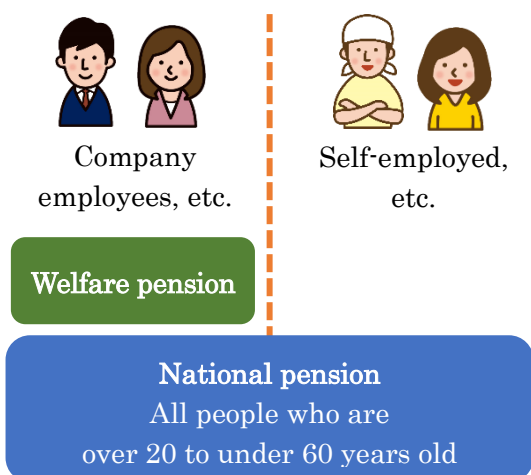 Company
employees, etc.
Self-employed,
etc.
Welfare pension
National pension
All people who are
over 20 to under 60 years old